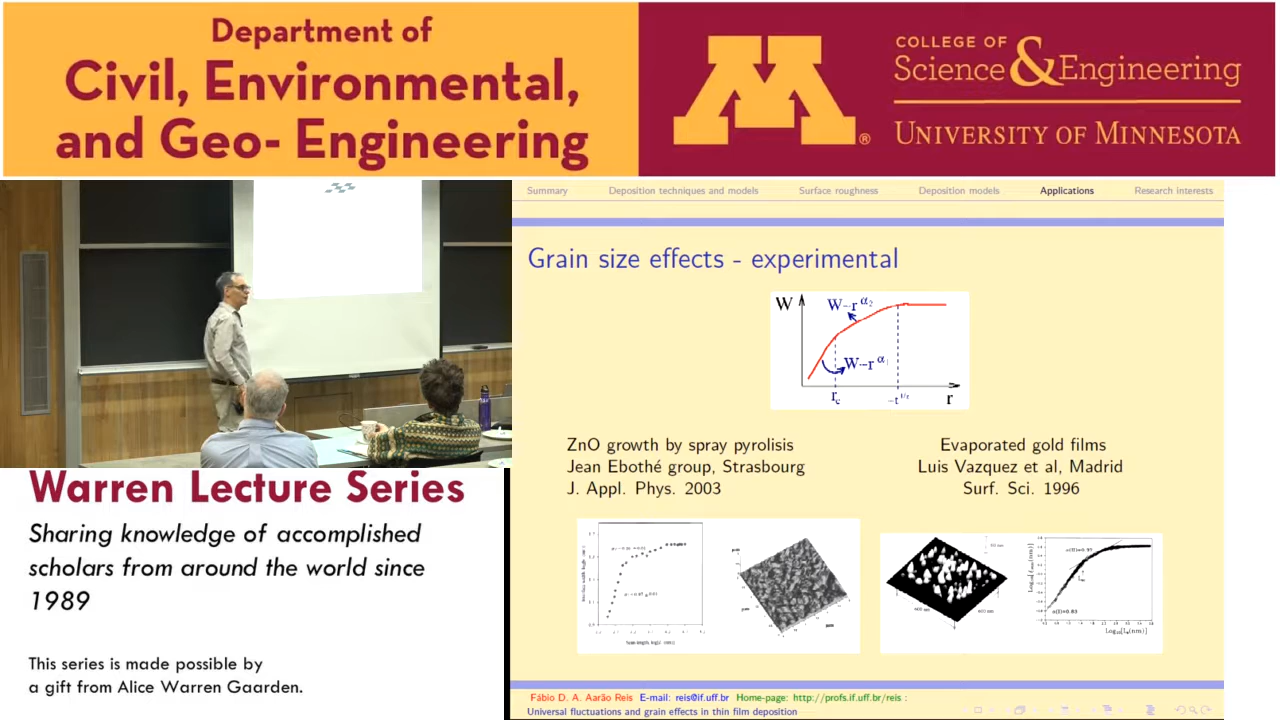 Department of
Civil, Environmental,
and Geo- Engineering
COLLEGE OF
Science & Engineering
UNIVERSITY OF MINNESOTA
Warren Lecture Series
Sharing knowledge of accomplished
scholars from around the world since
1989
This series is made possible by
a gift from Alice Warren Gaarden.
Summary Deposition techniques and models Surface roughness Deposition models Applications Research interests
Grain size effects - experimental
W
W~r α2
W~r α1
rc
~t 1/z
r
ZnO growth by spray pyrolisis
Jean Ebothé group, Strasbourg
J. Appl. Phys. 2003
Evaporated gold films
Luis Vazquez et al, Madrid
Surf. Sci. 1996
Fábio D. A. Aarão Reis E-mail: reis@if.uff.br Home-page: http://profs.if.uff.br/reis :
Universal fluctuations and grain effects in thin film deposition